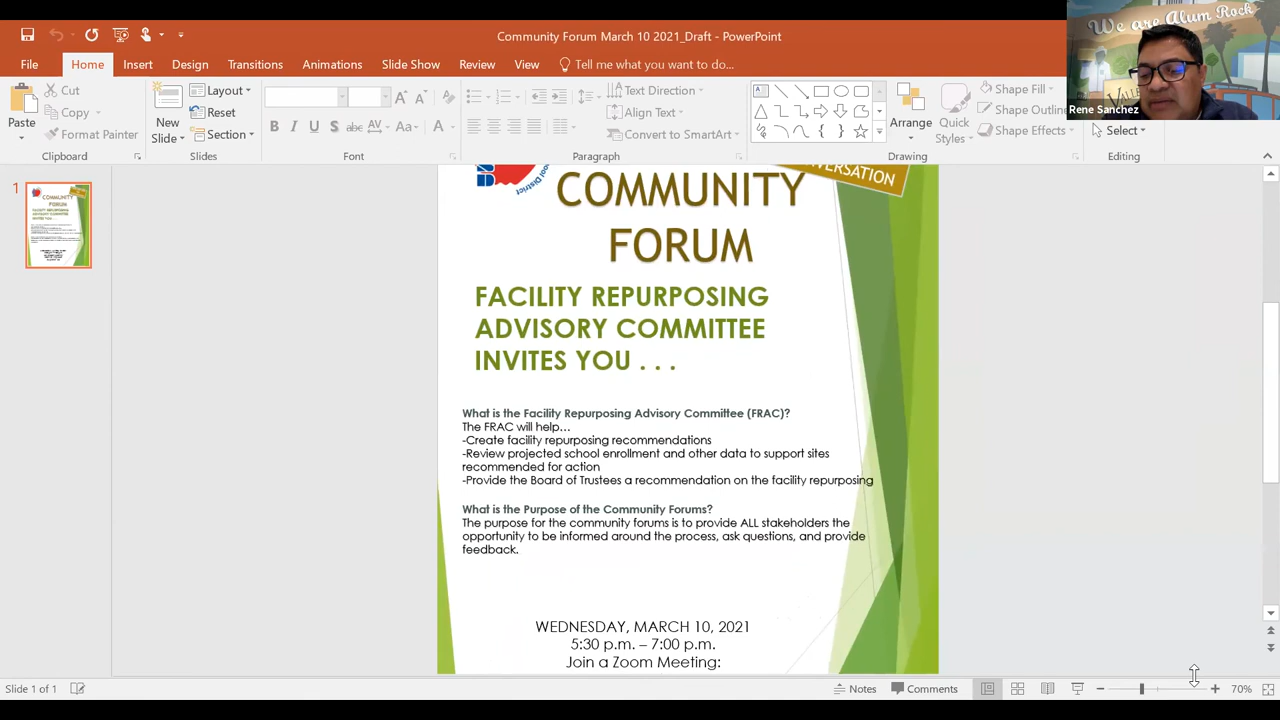 Community Forum March 10 2021_Draft - PowerPoint
We are Alum Rock
File Home Insert Design Transitions Animations Slide Show Review View Tell me what you want to do...
Rene Sanchez
Paste
Cut
Copy
Format Painter
Clipboard
New Slide
Layout
Reset
Section
Slides
B I U S abc AV Aa A
Font
Text Direction
Align Text
Convert to SmartArt
Paragraph
Arrange
Quick Styles
Shape Fill
Shape Outline
Shape Effects
Drawing
Select
Editing
1
COMMUNITY
FORUM
FACILITY REPURPOSING
ADVISORY COMMITTEE
INVITES YOU . . .
What is the Facility Repurposing Advisory Committee (FRAC)?
The FRAC will help…
-Create facility repurposing recommendations
-Review projected school enrollment and other data to support sites
recommended for action
-Provide the Board of Trustees a recommendation on the facility repurposing
What is the Purpose of the Community Forums?
The purpose for the community forums is to provide ALL stakeholders the
opportunity to be informed around the process, ask questions, and provide
feedback.
WEDNESDAY, MARCH 10, 2021
5:30 p.m. – 7:00 p.m.
Join a Zoom Meeting:
Slide 1 of 1
Notes
Comments
70%